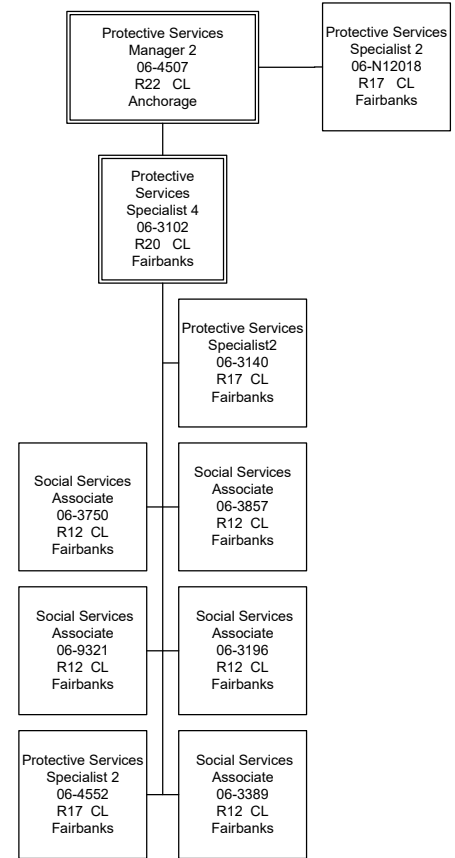 Protective Services
Manager 2
06-4507
R22 CL
Anchorage
Protective Services
Specialist 2
06-N12018
R17 CL
Fairbanks
Protective
Services
Specialist 4
06-3102
R20 CL
Fairbanks
Protective Services
Specialist2
06-3140
R17 CL
Fairbanks
Social Services
Associate
06-3750
R12 CL
Fairbanks
Social Services
Associate
06-3857
R12 CL
Fairbanks
Social Services
Associate
06-9321
R12 CL
Fairbanks
Social Services
Associate
06-3196
R12 CL
Fairbanks
Protective Services
Specialist 2
06-4552
R17 CL
Fairbanks
Social Services
Associate
06-3389
R12 CL
Fairbanks